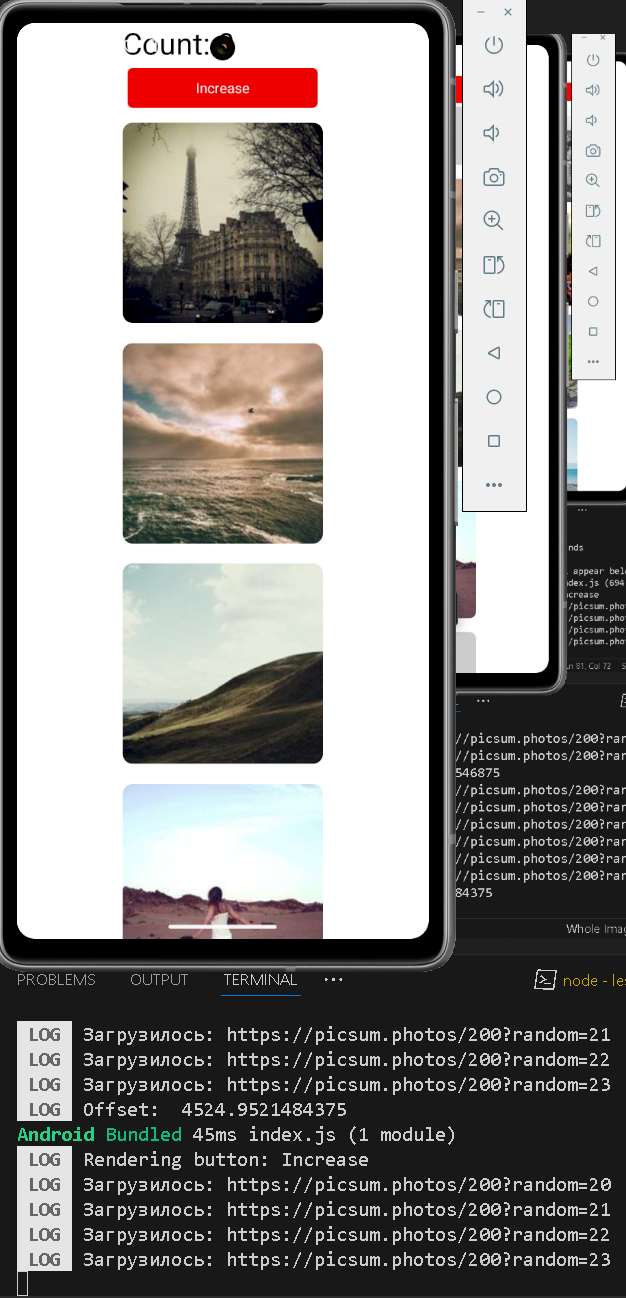 Count:
Increase
nds
appear bel
ndex.js (694
ncrease
/picsum.pho
/picsum.pho
/picsum.pho
/picsum.pho
Ln 81, Col 72
//picsum.photos/200?ran
//picsum.photos/200?ran
546875
//picsum.photos/200?ran
//picsum.photos/200?ran
//picsum.photos/200?ran
//picsum.photos/200?ran
//picsum.photos/200?ran
//picsum.photos/200?ran
84375
Whole Imag
PROBLEMS OUTPUT TERMINAL ... node - les
LOG Загрузилось: https://picsum.photos/200?random=21
LOG Загрузилось: https://picsum.photos/200?random=22
LOG Загрузилось: https://picsum.photos/200?random=23
LOG Offset: 4524.9521484375
Android Bundled 45ms index.js (1 module)
LOG Rendering button: Increase
LOG Загрузилось: https://picsum.photos/200?random=20
LOG Загрузилось: https://picsum.photos/200?random=21
LOG Загрузилось: https://picsum.photos/200?random=22
LOG Загрузилось: https://picsum.photos/200?random=23